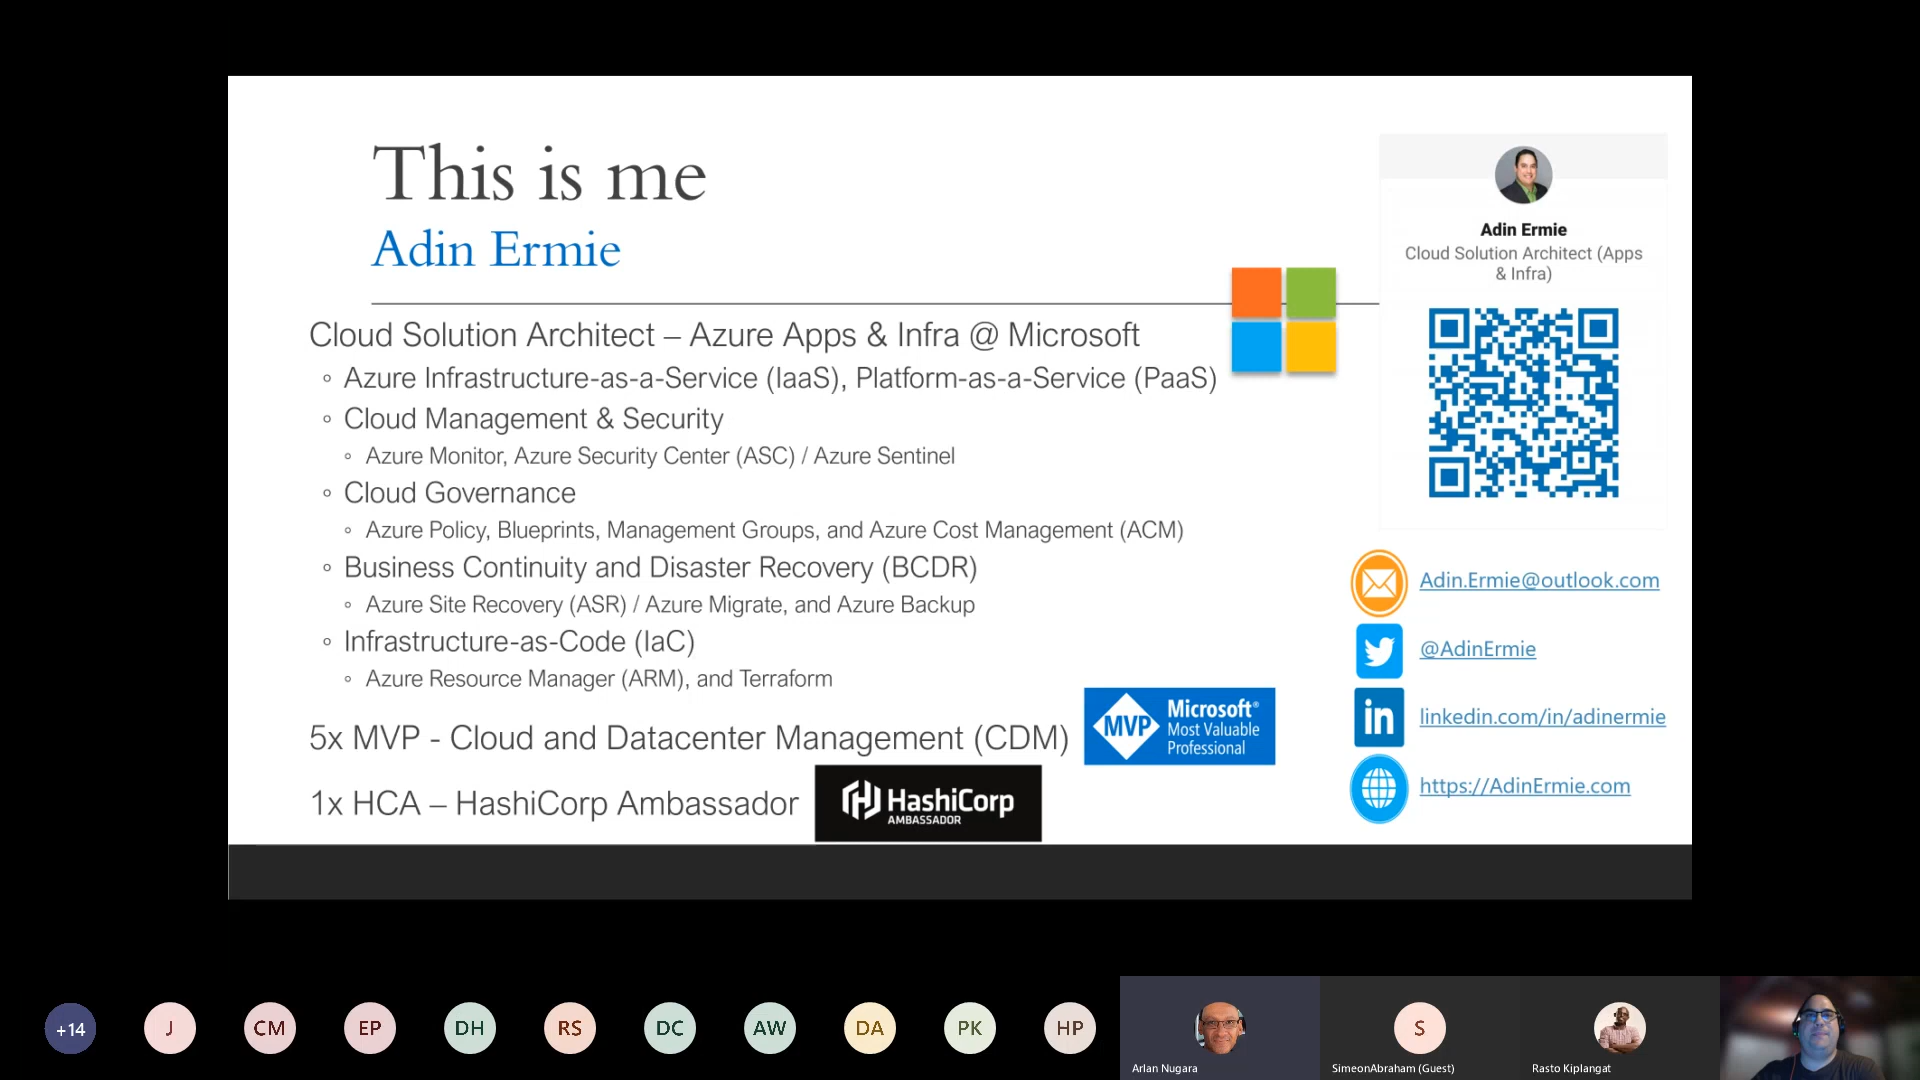 This is me
Adin Ermie
Cloud Solution Architect – Azure Apps & Infra @ Microsoft
◦ Azure Infrastructure-as-a-Service (IaaS), Platform-as-a-Service (PaaS)
◦ Cloud Management & Security
◦ Azure Monitor, Azure Security Center (ASC) / Azure Sentinel
◦ Cloud Governance
◦ Azure Policy, Blueprints, Management Groups, and Azure Cost Management (ACM)
◦ Business Continuity and Disaster Recovery (BCDR)
◦ Azure Site Recovery (ASR) / Azure Migrate, and Azure Backup
◦ Infrastructure-as-Code (IaC)
◦ Azure Resource Manager (ARM), and Terraform
5x MVP - Cloud and Datacenter Management (CDM)
MVP
Microsoft®
Most Valuable
Professional
1x HCA – HashiCorp Ambassador
HashiCorp
AMBASSADOR
Adin Ermie
Cloud Solution Architect (Apps
& Infra)
Adin.Ermie@outlook.com
@AdinErmie
in
linkedin.com/in/adinermie
https://AdinErmie.com
+14
J
CM
EP
DH
RS
DC
AW
DA
PK
HP
Arlan Nugara
S
SimeonAbraham (Guest)
Rasto Kiplangat